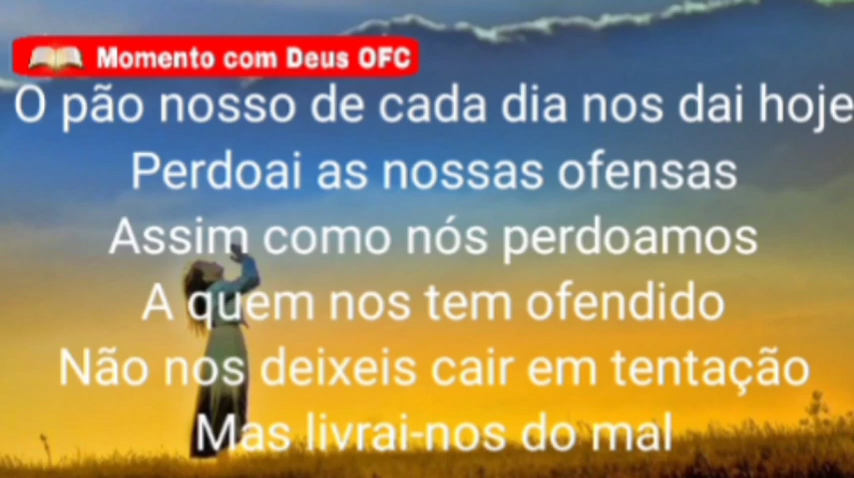 Momento com Deus OFC
O pão nosso de cada dia nos dai hoje
Perdoai as nossas ofensas
Assim como nós perdoamos
A quem nos tem ofendido
Não nos deixeis cair em tentação
Mas livrai-nos do mal